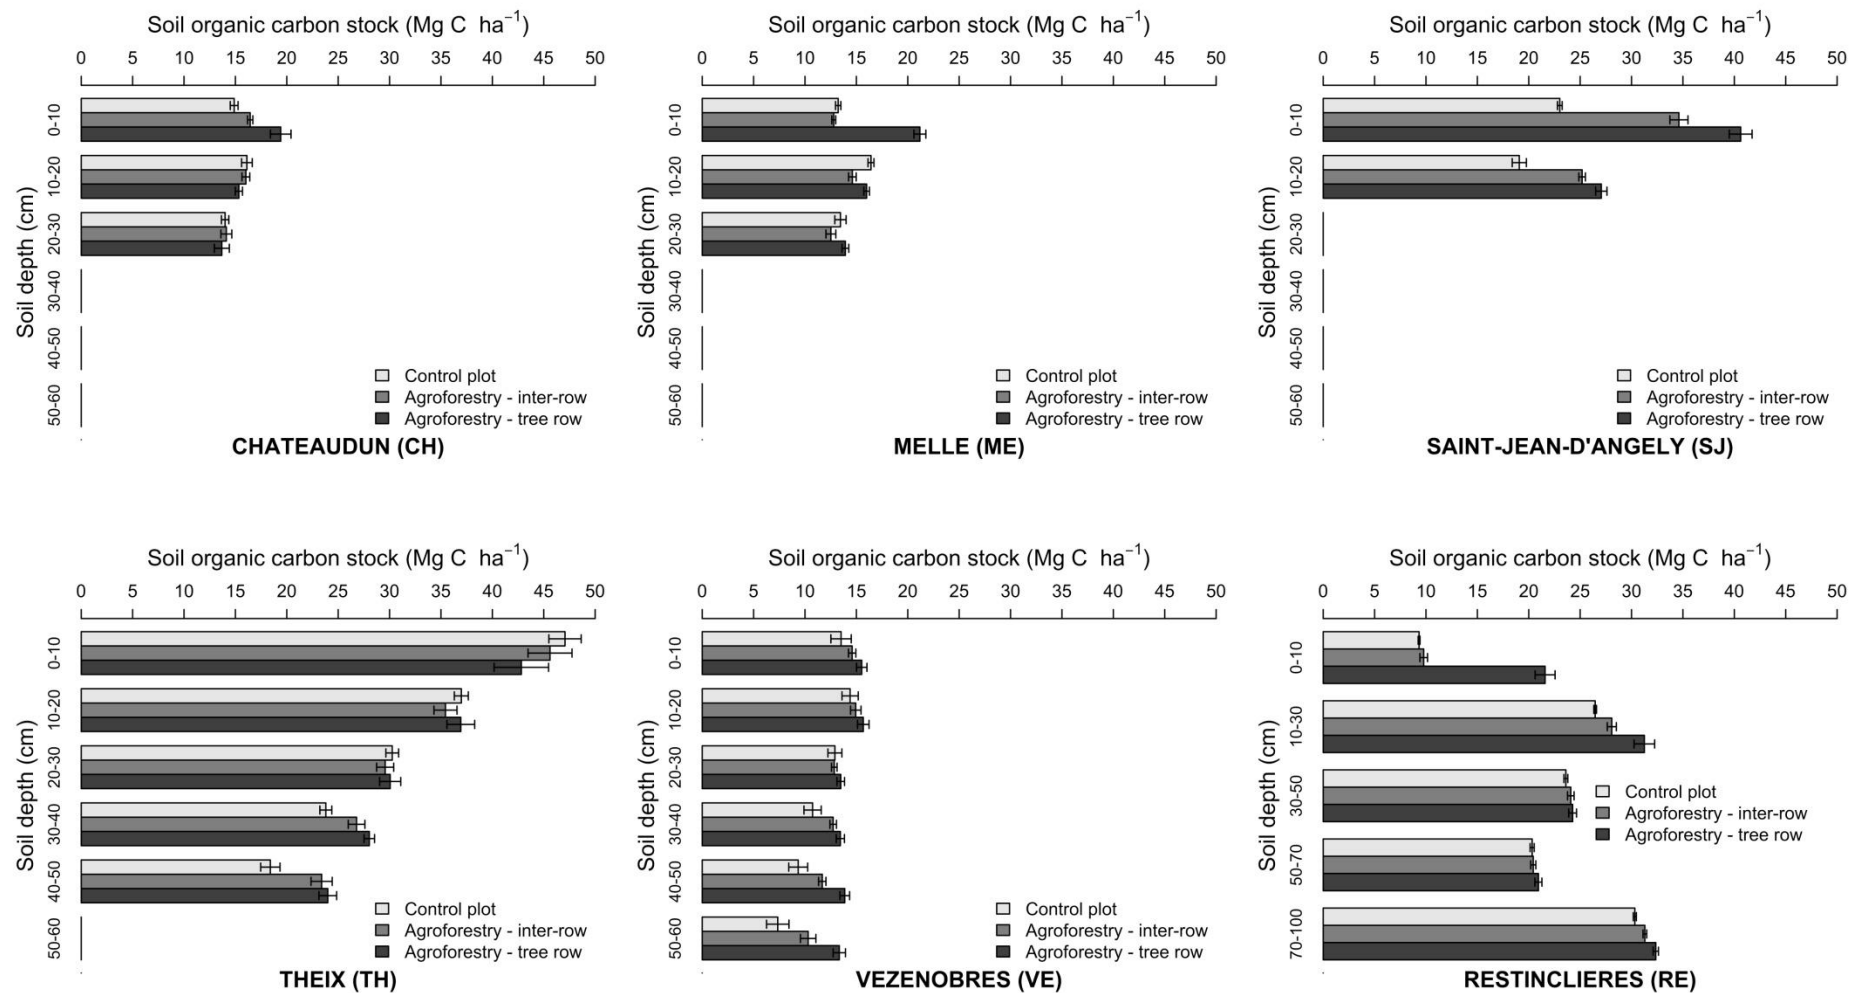 Soil organic carbon stock (Mg C ha⁻¹)
0 5 10 15 20 25 30 35 40 45 50
Soil depth (cm)
0-10
10-20
20-30
30-40
40-50
50-60
Control plot
Agroforestry - inter-row
Agroforestry - tree row
CHATEAUDUN (CH)
Soil organic carbon stock (Mg C ha⁻¹)
0 5 10 15 20 25 30 35 40 45 50
Soil depth (cm)
0-10
10-20
20-30
30-40
40-50
50-60
Control plot
Agroforestry - inter-row
Agroforestry - tree row
MELLE (ME)
Soil organic carbon stock (Mg C ha⁻¹)
0 5 10 15 20 25 30 35 40 45 50
Soil depth (cm)
0-10
10-20
20-30
30-40
40-50
50-60
Control plot
Agroforestry - inter-row
Agroforestry - tree row
SAINT-JEAN-D'ANGELY (SJ)
Soil organic carbon stock (Mg C ha⁻¹)
0 5 10 15 20 25 30 35 40 45 50
Soil depth (cm)
0-10
10-20
20-30
30-40
40-50
50-60
Control plot
Agroforestry - inter-row
Agroforestry - tree row
THEIX (TH)
Soil organic carbon stock (Mg C ha⁻¹)
0 5 10 15 20 25 30 35 40 45 50
Soil depth (cm)
0-10
10-20
20-30
30-40
40-50
50-60
Control plot
Agroforestry - inter-row
Agroforestry - tree row
VEZENOBRES (VE)
Soil organic carbon stock (Mg C ha⁻¹)
0 5 10 15 20 25 30 35 40 45 50
Soil depth (cm)
0-10
10-30
30-50
50-70
70-100
Control plot
Agroforestry - inter-row
Agroforestry - tree row
RESTINCLIERES (RE)